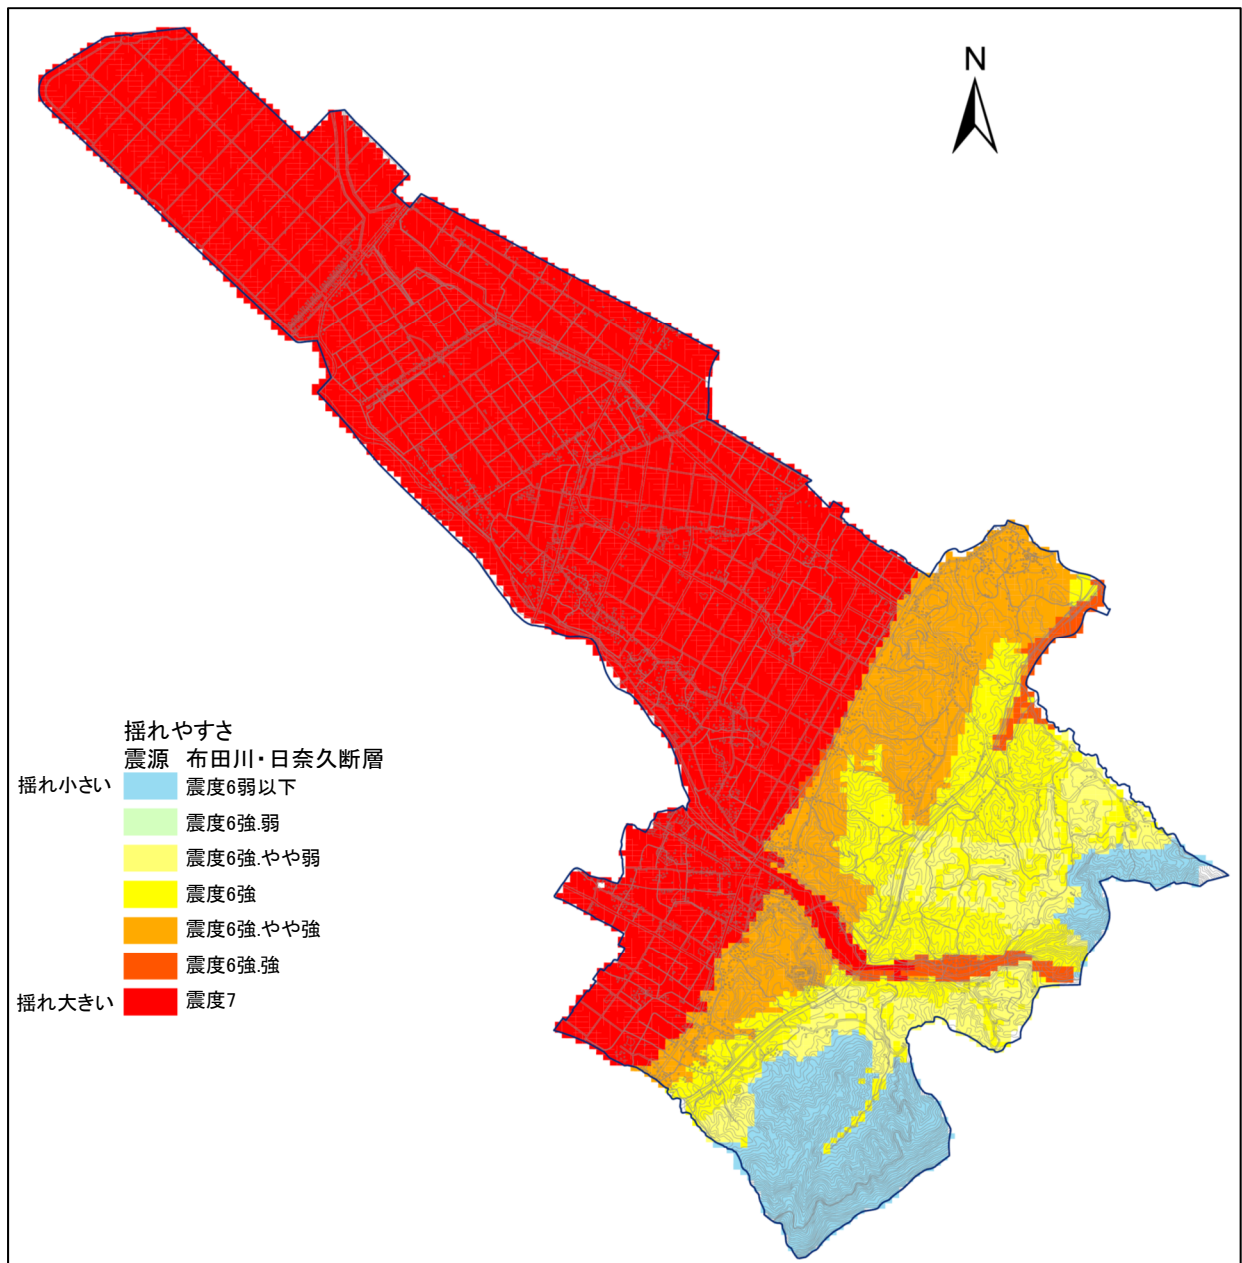 N
揺れやすさ
震源 布田川・日奈久断層
揺れ小さい 震度6弱以下
震度6強.弱
震度6強.やや弱
震度6強
震度6強.やや強
震度6強.強
揺れ大きい 震度7